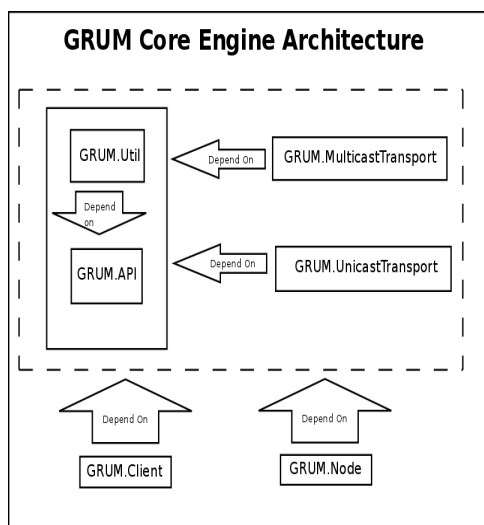 GRUM Core Engine Architecture
GRUM.Util
Depend On
GRUM.MulticastTransport
Depend
on
GRUM.API
Depend On
GRUM.UnicastTransport
Depend On
Depend On
GRUM.Client
GRUM.Node